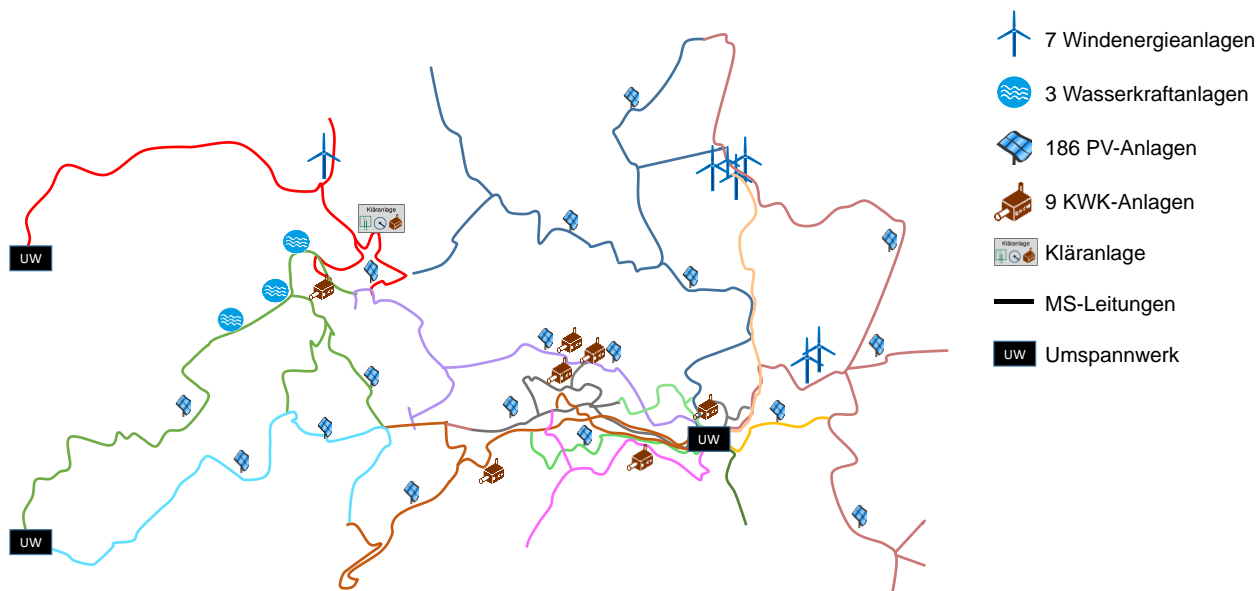 7 Windenergieanlagen
3 Wasserkraftanlagen
186 PV-Anlagen
9 KWK-Anlagen
Kläranlage
Kläranlage
MS-Leitungen
UW
Umspannwerk
Kläranlage
UW
UW
UW